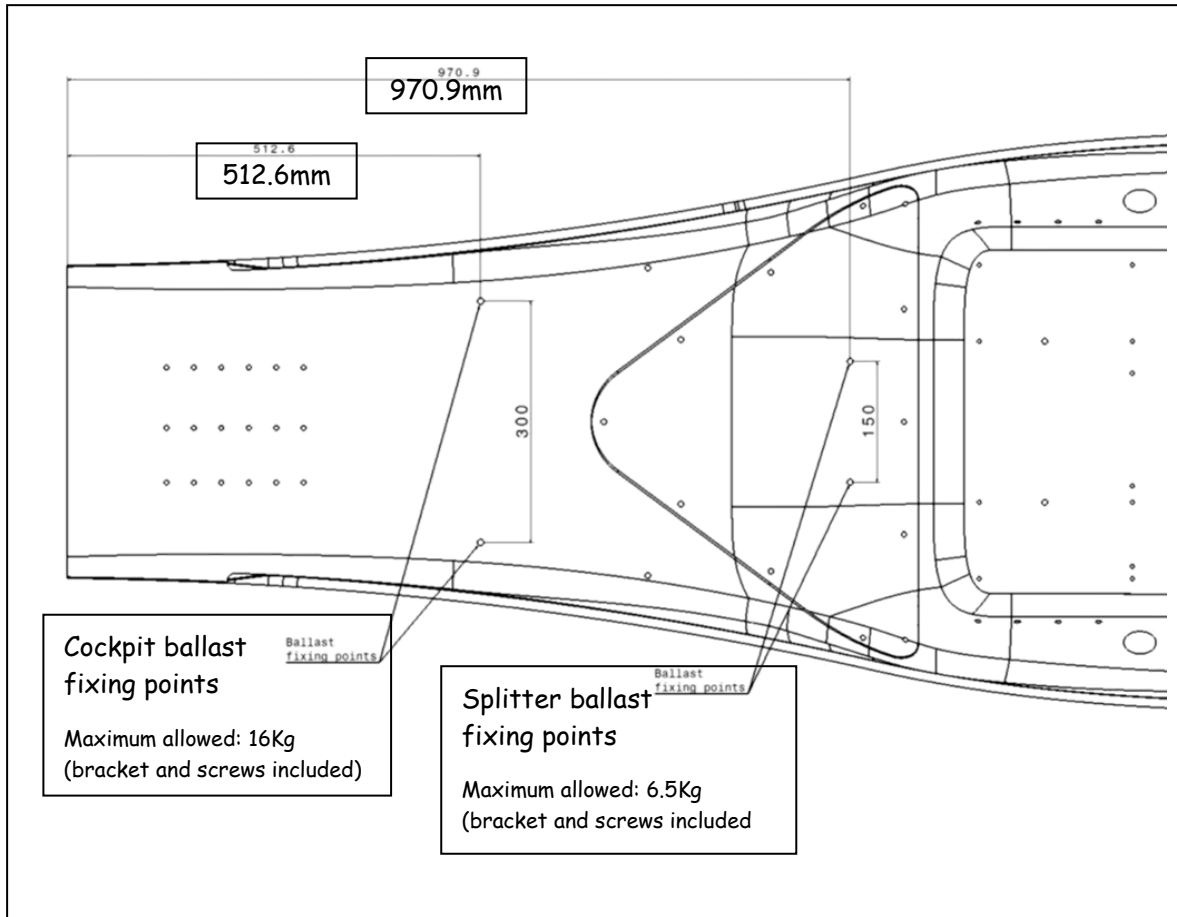 970.9
970.9mm
512.6
512.6mm
300
150
Cockpit ballast
fixing points
Maximum allowed: 16Kg
(bracket and screws included)
Ballast
fixing points
Splitter ballast
fixing points
Maximum allowed: 6.5Kg
(bracket and screws included
Ballast
fixing points